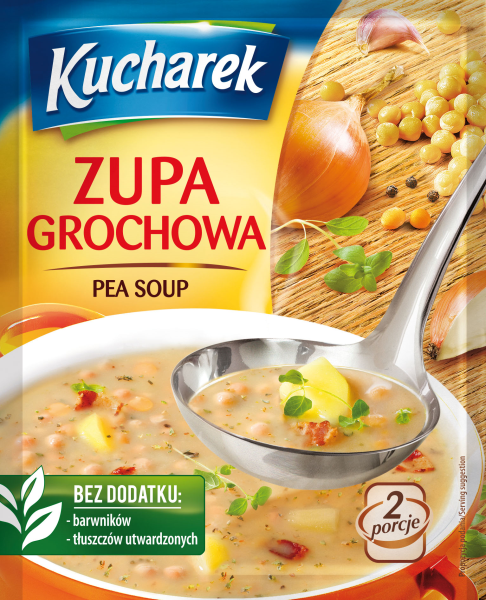 Kucharek
ZUPA
GROCHOWA
PEA SOUP
BEZ DODATKU:
- barwników
- tłuszczów utwardzonych
2
porcje
Propozycja podania/Serving suggestion